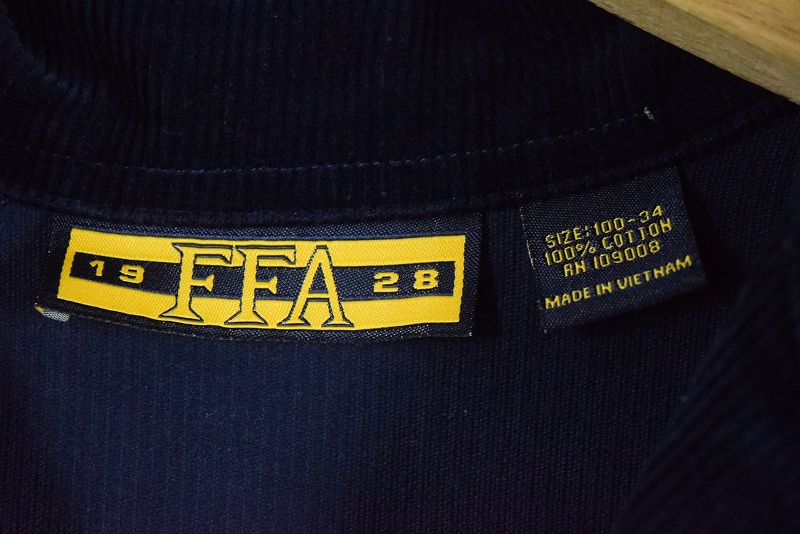 19 FFA 28
SIZE: 100-34
100% COTTON
RN 109008
MADE IN VIETNAM